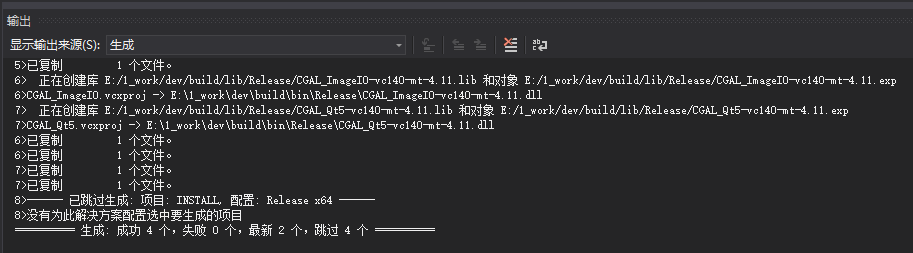 输出
显示输出来源(S): 生成
5>已复制         1 个文件。
6>  正在创建库 E:/1_work/dev/build/lib/Release/CGAL_ImageIO-vc140-mt-4.11.lib 和对象 E:/1_work/dev/build/lib/Release/CGAL_ImageIO-vc140-mt-4.11.exp
6>CGAL_ImageIO.vcxproj -> E:\1_work\dev\build\bin\Release\CGAL_ImageIO-vc140-mt-4.11.dll
7>  正在创建库 E:/1_work/dev/build/lib/Release/CGAL_Qt5-vc140-mt-4.11.lib 和对象 E:/1_work/dev/build/lib/Release/CGAL_Qt5-vc140-mt-4.11.exp
7>CGAL_Qt5.vcxproj -> E:\1_work\dev\build\bin\Release\CGAL_Qt5-vc140-mt-4.11.dll
6>已复制         1 个文件。
6>已复制         1 个文件。
7>已复制         1 个文件。
7>已复制         1 个文件。
8>------ 已跳过生成: 项目: INSTALL, 配置: Release x64 ------
8>没有为此解决方案配置选中要生成的项目
========== 生成: 成功 4 个，失败 0 个，最新 2 个，跳过 4 个 ==========